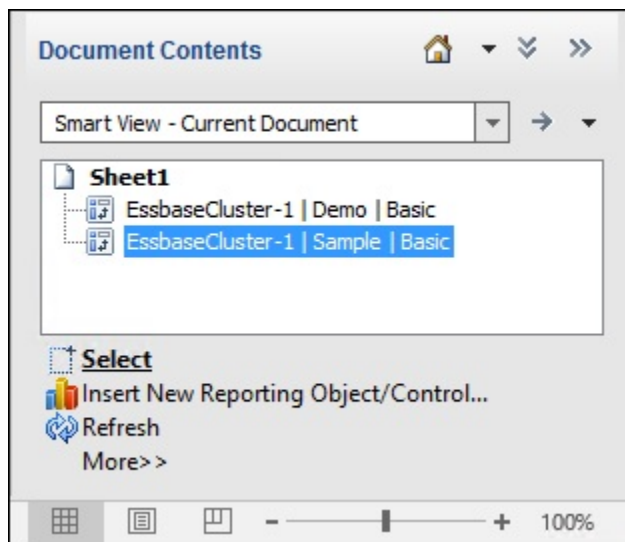 Document Contents
Smart View - Current Document
Sheet1
EssbaseCluster-1 | Demo | Basic
EssbaseCluster-1 | Sample | Basic
Select
Insert New Reporting Object/Control...
Refresh
More>>
100%